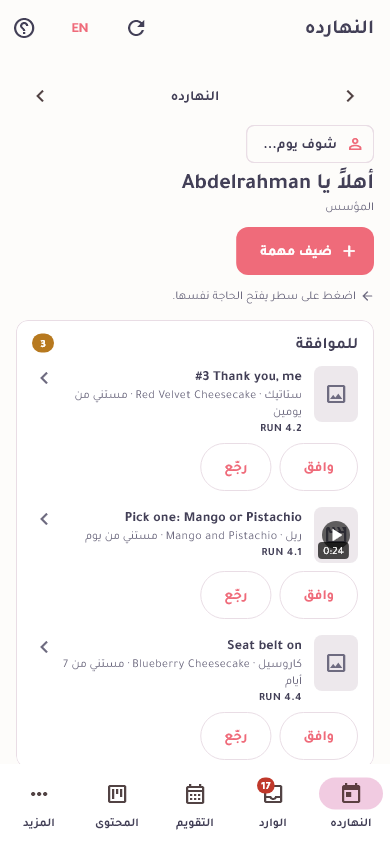 النهارده
EN
النهارده
شوف يوم...
أهلاً يا Abdelrahman
المؤسس
+ ضيف مهمة
← اضغط على سطر يفتح الحاجة نفسها.
للموافقة
3
#3 Thank you, me
ستاتيك · Red Velvet Cheesecake · مستني من
يومين
RUN 4.2
وافق
رجّع
Pick one: Mango or Pistachio
ريل · Mango and Pistachio · مستني من يوم
RUN 4.1
0:24
وافق
رجّع
Seat belt on
كاروسيل · Blueberry Cheesecake · مستني من 7
أيام
RUN 4.4
وافق
رجّع
17
النهارده
الوارد
التقويم
المحتوى
المزيد